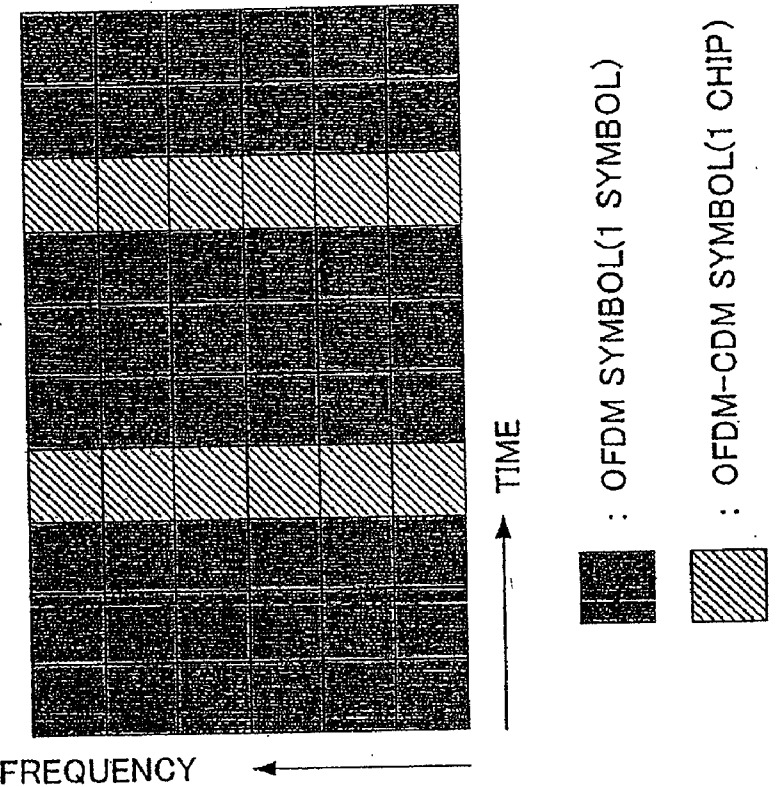 FREQUENCY
TIME
: OFDM SYMBOL(1 SYMBOL)
: OFDM-CDM SYMBOL(1 CHIP)